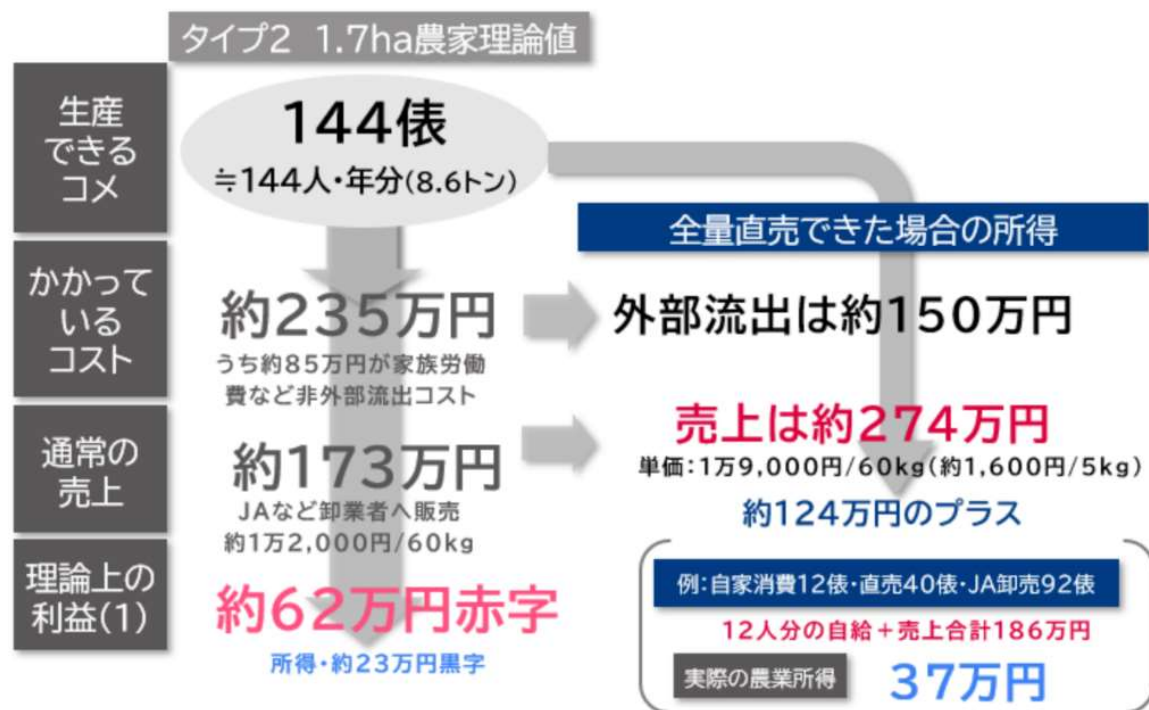 タイプ2 1.7ha農家理論値
生産
できる
コメ
144俵
≒144人・年分(8.6トン)
全量直売できた場合の所得
かかって
いる
コスト
約235万円
うち約85万円が家族労働
費など非外部流出コスト
外部流出は約150万円
通常の
売上
約173万円
JAなど卸業者へ販売
約1万2,000円/60kg
売上は約274万円
単価:1万9,000円/60kg(約1,600円/5kg)
約124万円のプラス
理論上の
利益(1)
約62万円赤字
所得・約23万円黒字
例:自家消費12俵・直売40俵・JA卸売92俵
12人分の自給+売上合計186万円
実際の農業所得
37万円